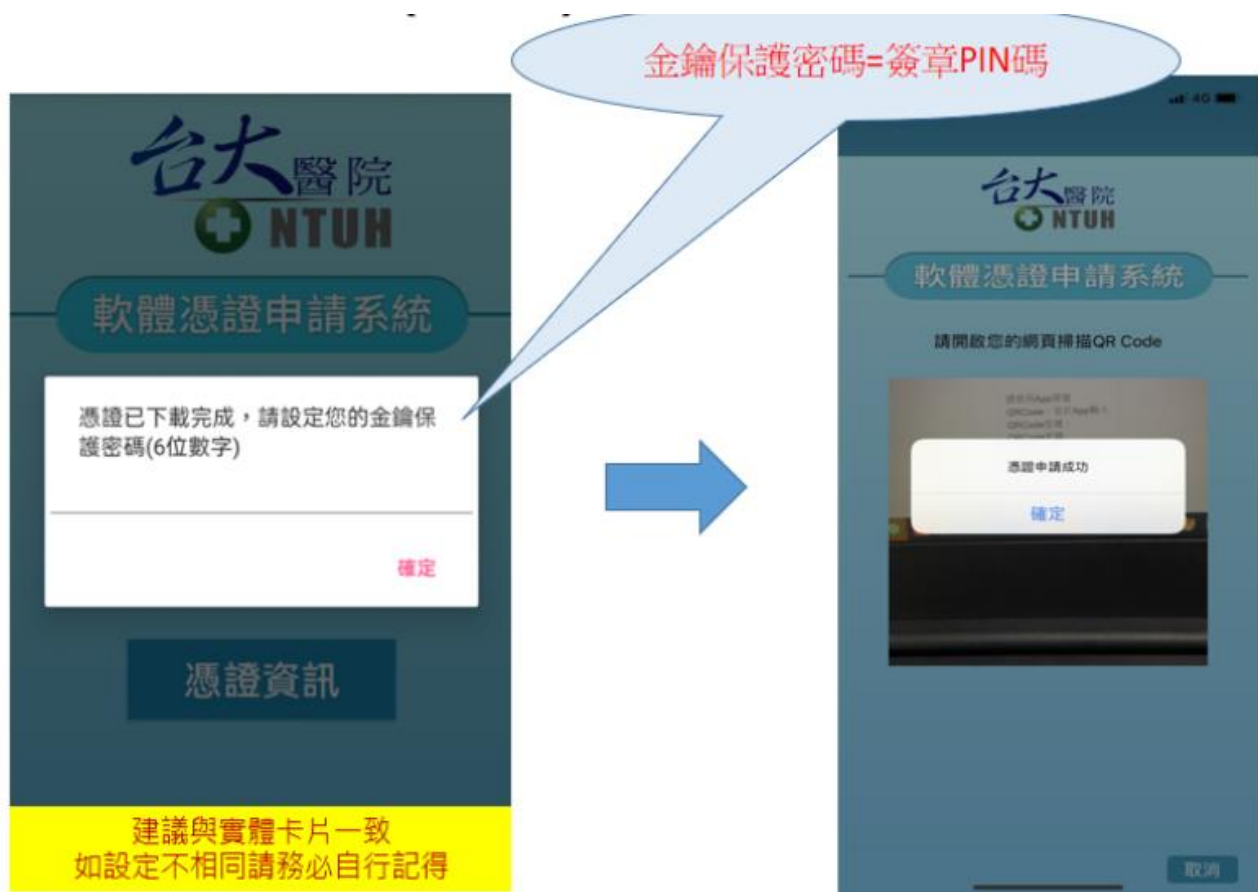 金鑰保護密碼=簽章PIN碼
台大醫院
NTUH
軟體憑證申請系統
憑證已下載完成，請設定您的金鑰保
護密碼(6位數字)
確定
憑證資訊
建議與實體卡片一致
如設定不相同請務必自行記得
4G
台大醫院
NTUH
軟體憑證申請系統
請開啟您的網頁掃描QR Code
憑證申請成功
確定
取消